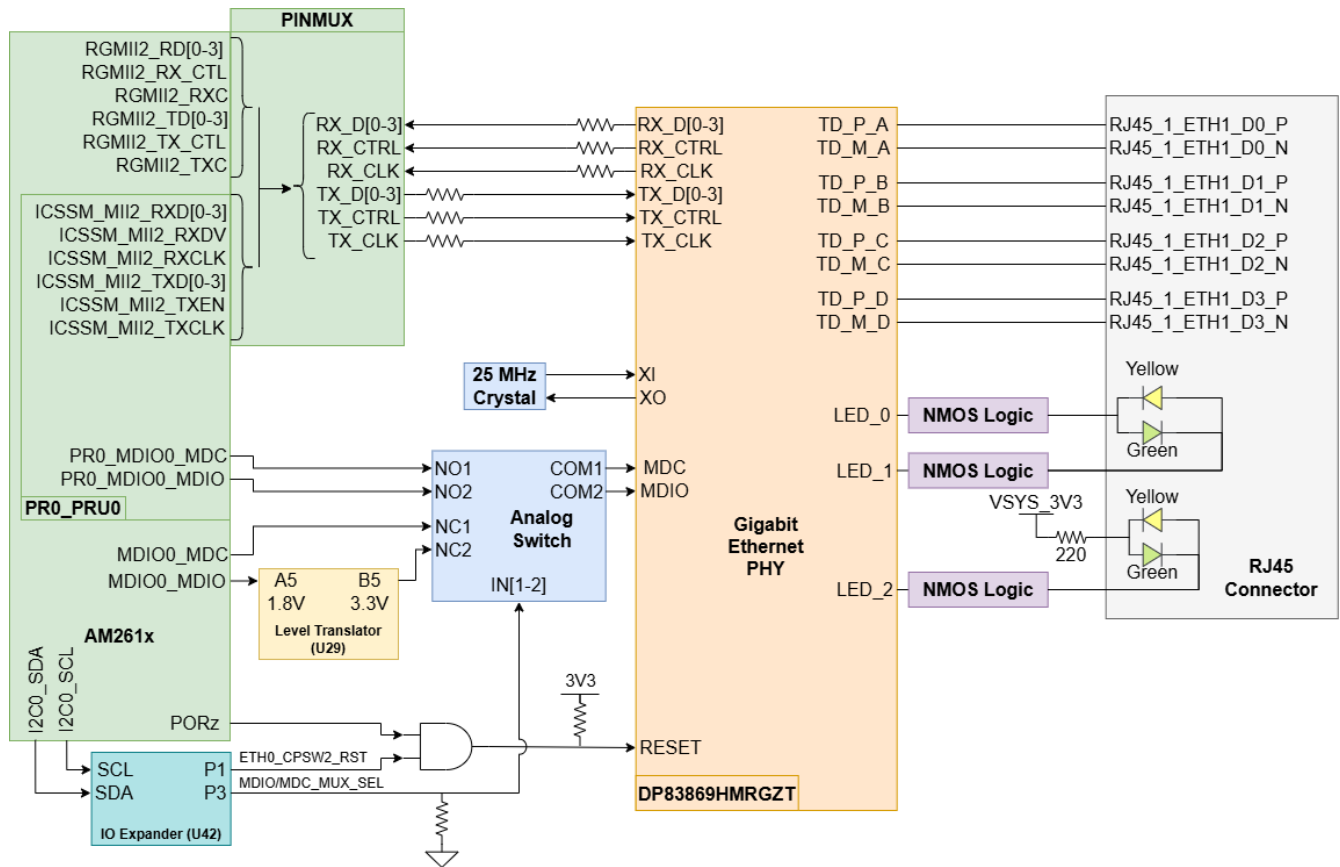 PINMUX
RGMII2_RD[0-3]
RGMII2_RX_CTL
RGMII2_RXC
RGMII2_TD[0-3]
RGMII2_TX_CTL
RGMII2_TXC
ICSSM_MII2_RXD[0-3]
ICSSM_MII2_RXDV
ICSSM_MII2_RXCLK
ICSSM_MII2_TXD[0-3]
ICSSM_MII2_TXEN
ICSSM_MII2_TXCLK
PR0_MDIO0_MDC
PR0_MDIO0_MDIO
PR0_PRU0
MDIO0_MDC
MDIO0_MDIO
AM261x
I2C0_SDA
I2C0_SCL
PORz
RX_D[0-3]
RX_CTRL
RX_CLK
TX_D[0-3]
TX_CTRL
TX_CLK
25 MHz
Crystal
NO1
NO2
NC1
NC2
COM1
COM2
Analog
Switch
IN[1-2]
A5
B5
1.8V
3.3V
Level Translator
(U29)
SCL
SDA
P1
P3
IO Expander (U42)
ETH0_CPSW2_RST
MDIO/MDC_MUX_SEL
3V3
RX_D[0-3]
RX_CTRL
RX_CLK
TX_D[0-3]
TX_CTRL
TX_CLK
XI
XO
MDC
MDIO
Gigabit
Ethernet
PHY
RESET
DP83869HMRGZT
TD_P_A
TD_M_A
TD_P_B
TD_M_B
TD_P_C
TD_M_C
TD_P_D
TD_M_D
LED_0
LED_1
LED_2
NMOS Logic
NMOS Logic
NMOS Logic
VSYS_3V3
220
RJ45_1_ETH1_D0_P
RJ45_1_ETH1_D0_N
RJ45_1_ETH1_D1_P
RJ45_1_ETH1_D1_N
RJ45_1_ETH1_D2_P
RJ45_1_ETH1_D2_N
RJ45_1_ETH1_D3_P
RJ45_1_ETH1_D3_N
Yellow
Green
Yellow
Green
RJ45
Connector